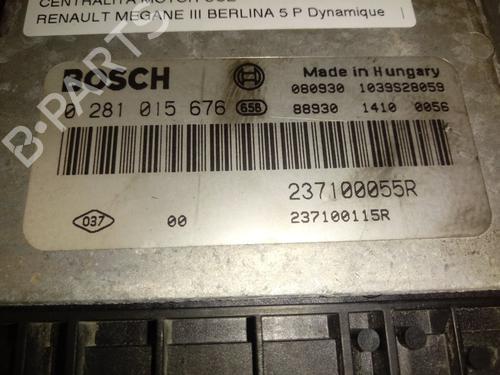 CENTRALITA MOTOR UCE
RENAULT MEGANE III BERLINA 5 P Dynamique
B-PARTS
BOSCH
Made in Hungary
080930 1039S28059
0 281 015 676 658 88930 1410 0056
237100055R
037 00 237100115R